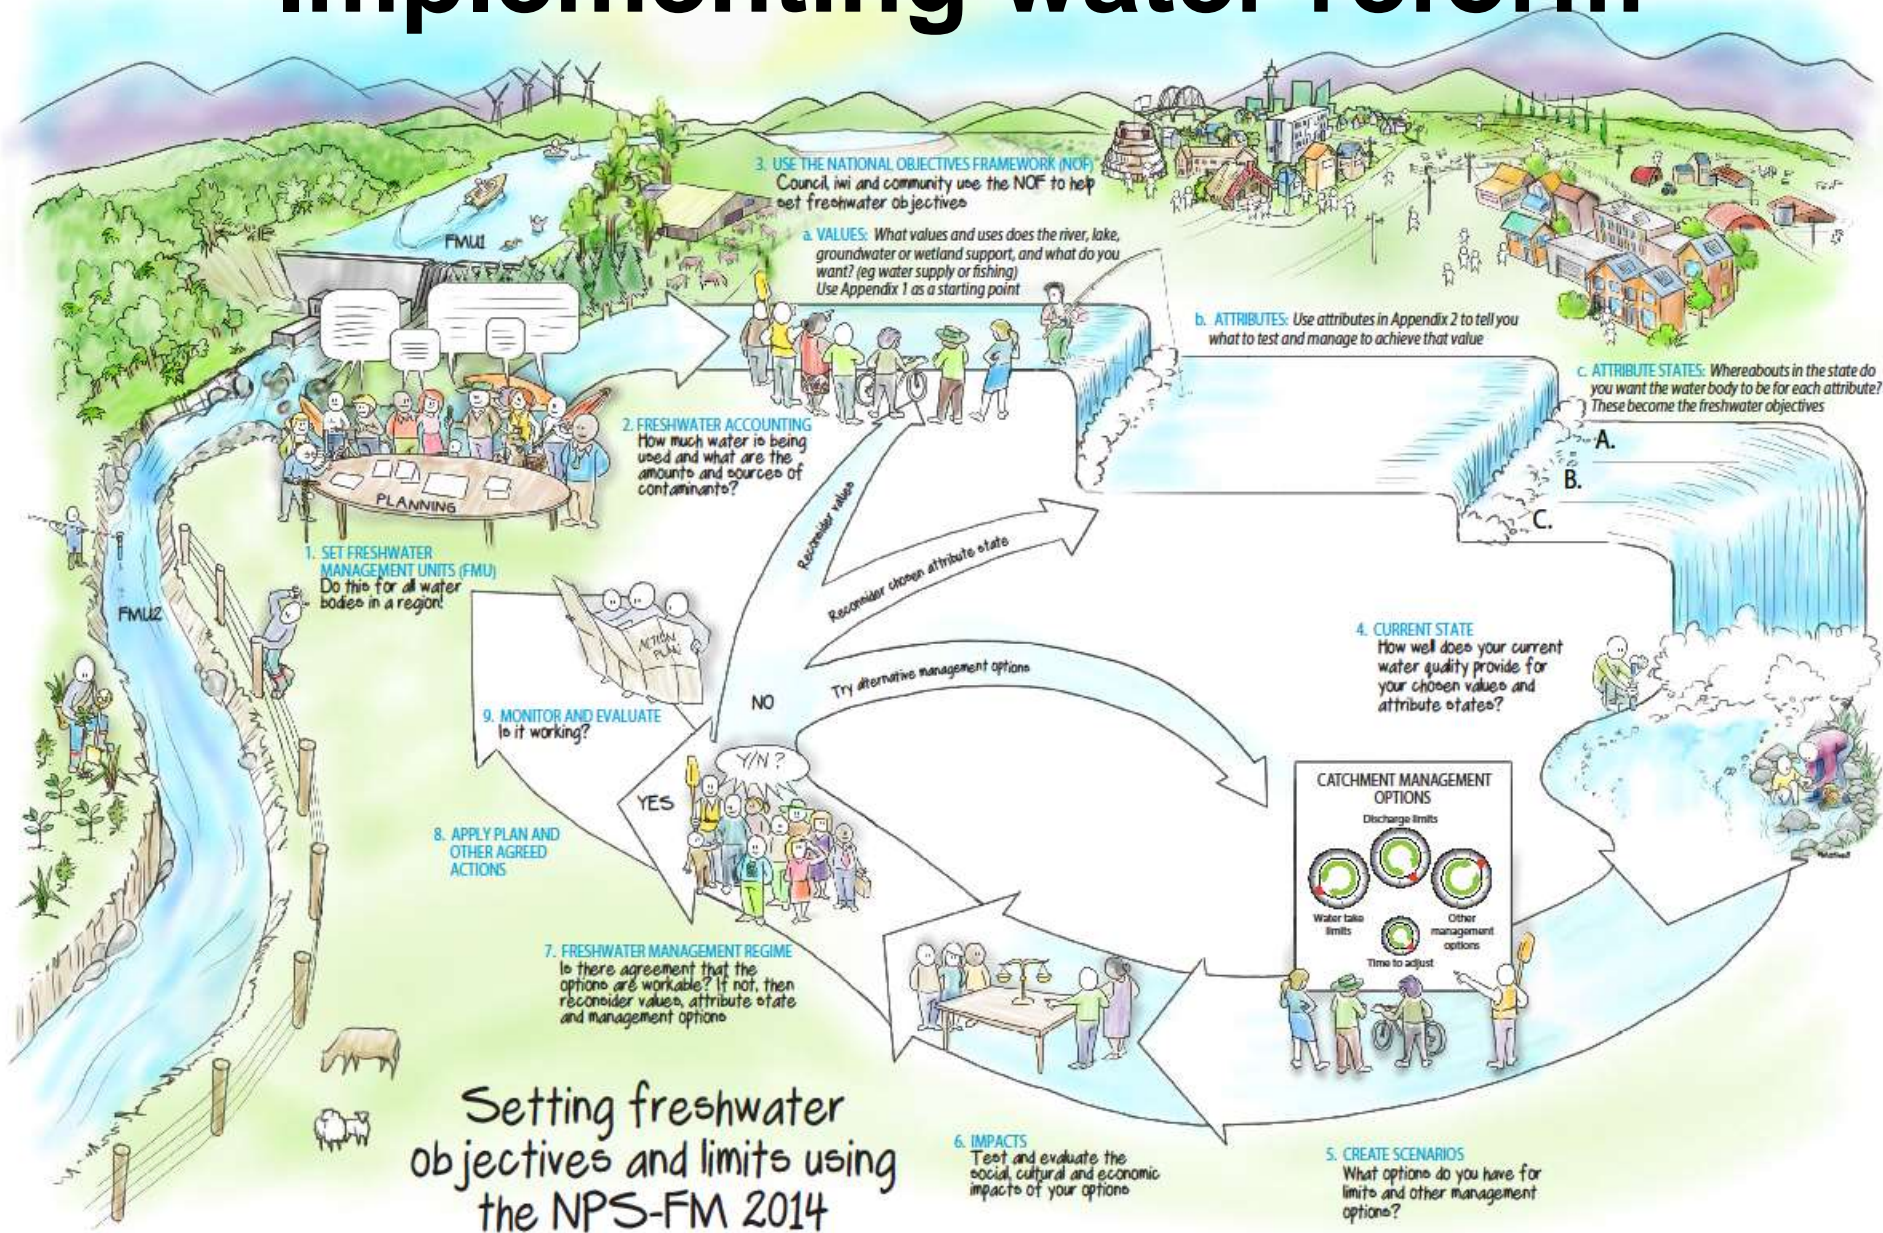 Implementing water reform
3. USE THE NATIONAL OBJECTIVES FRAMEWORK (NOF)
Council, iwi and community use the NOF to help
set freshwater objectives
a. VALUES: What values and uses does the river, lake,
groundwater or wetland support, and what do you
want? (eg water supply or fishing)
Use Appendix 1 as a starting point
FMU1
b. ATTRIBUTES: Use attributes in Appendix 2 to tell you
what to test and manage to achieve that value
c. ATTRIBUTE STATES: Whereabouts in the state do
you want the water body to be for each attribute?
These become the freshwater objectives
A.
B.
C.
2. FRESHWATER ACCOUNTING
How much water is being
used and what are the
amounts and sources of
contaminants?
PLANNING
1. SET FRESHWATER
MANAGEMENT UNITS (FMU)
Do this for all water
bodies in a region!
FMU2
Reconsider values
Reconsider chosen attribute state
Try alternative management options
NO
ACTION
PLAN
4. CURRENT STATE
How well does your current
water quality provide for
your chosen values and
attribute states?
9. MONITOR AND EVALUATE
Is it working?
Y/N?
YES
CATCHMENT MANAGEMENT
OPTIONS
Discharge limits
Water take
limits
Other
management
options
Time to adjust
8. APPLY PLAN AND
OTHER AGREED
ACTIONS
7. FRESHWATER MANAGEMENT REGIME
Is there agreement that the
options are workable? If not, then
reconsider values, attribute state
and management options
6. IMPACTS
Test and evaluate the
social, cultural and economic
impacts of your options
5. CREATE SCENARIOS
What options do you have for
limits and other management
options?
Setting freshwater
objectives and limits using
the NPS-FM 2014